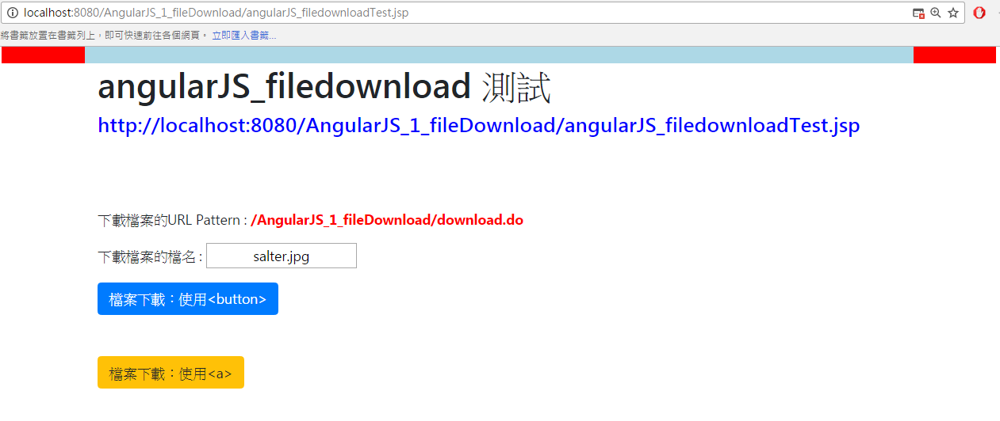 localhost:8080/AngularJS_1_fileDownload/angularJS_filedownloadTest.jsp
將書籤放置在書籤列上，即可快速前往各個網頁。 立即匯入書籤...
angularJS_filedownload 測試
http://localhost:8080/AngularJS_1_fileDownload/angularJS_filedownloadTest.jsp
下載檔案的URL Pattern : /AngularJS_1_fileDownload/download.do
下載檔案的檔名 : salter.jpg
檔案下載：使用<button>
檔案下載：使用<a>